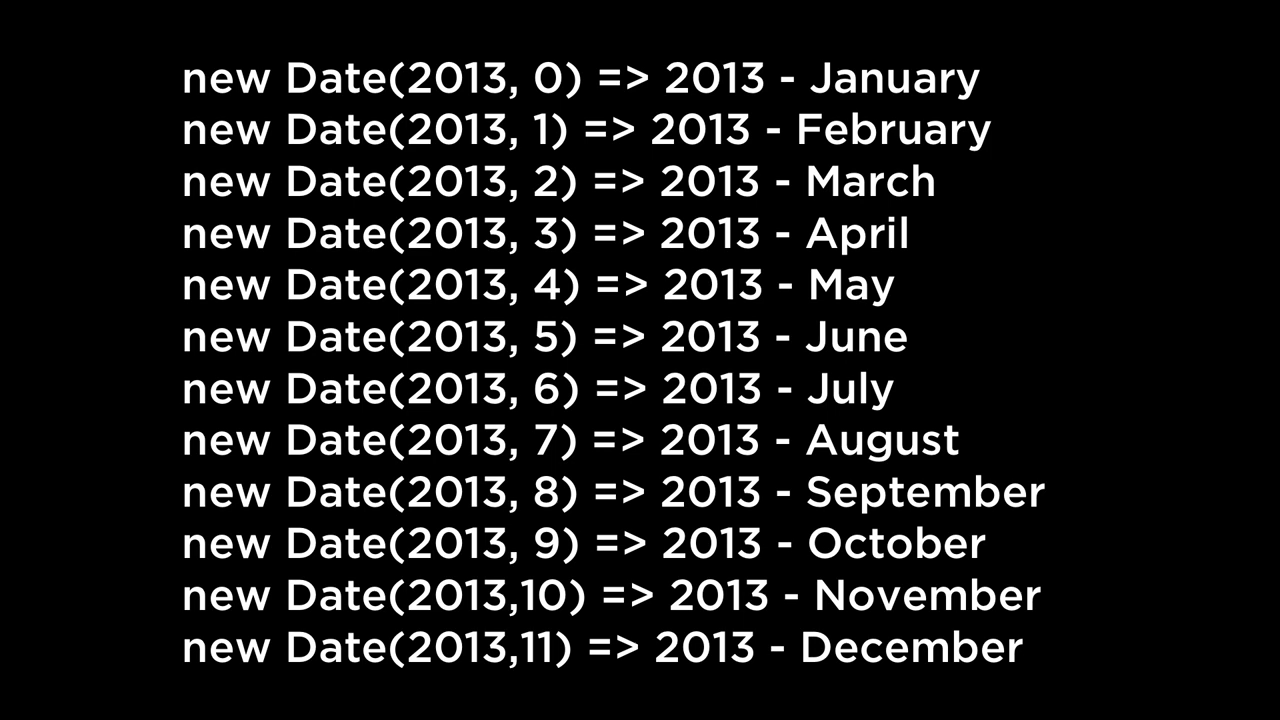 new Date(2013, 0) => 2013 - January
new Date(2013, 1) => 2013 - February
new Date(2013, 2) => 2013 - March
new Date(2013, 3) => 2013 - April
new Date(2013, 4) => 2013 - May
new Date(2013, 5) => 2013 - June
new Date(2013, 6) => 2013 - July
new Date(2013, 7) => 2013 - August
new Date(2013, 8) => 2013 - September
new Date(2013, 9) => 2013 - October
new Date(2013,10) => 2013 - November
new Date(2013,11) => 2013 - December